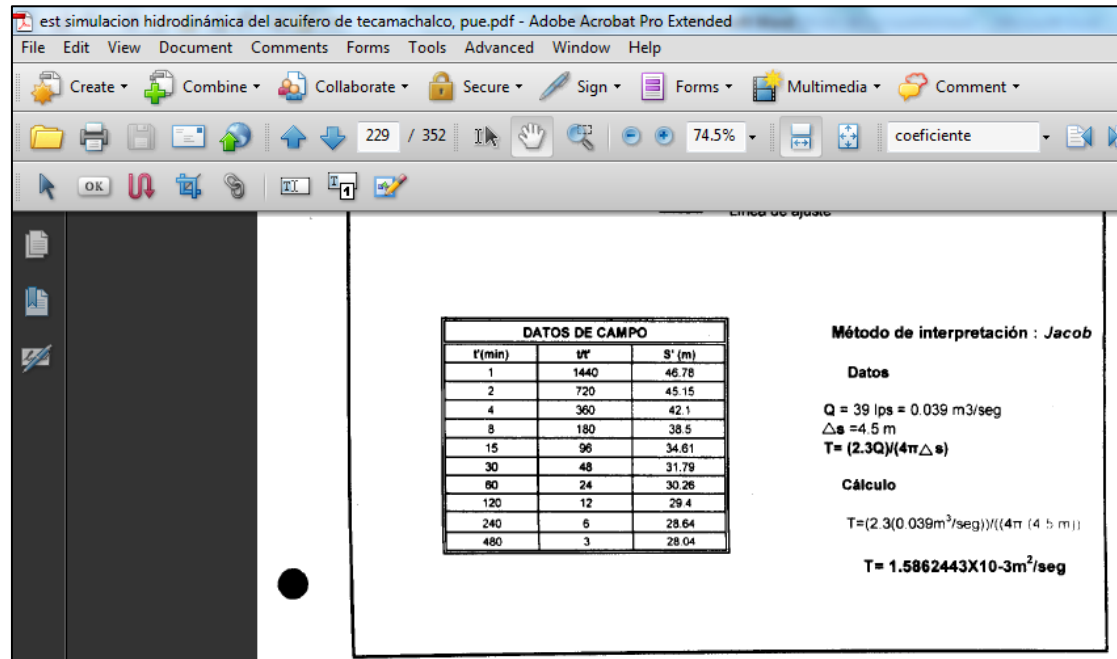 est simulacion hidrodinámica del acuifero de tecamachalco, pue.pdf - Adobe Acrobat Pro Extended
File Edit View Document Comments Forms Tools Advanced Window Help
Create Combine Collaborate Secure Sign Forms Multimedia Comment
229 / 352 74.5% coeficiente
OK
Línea de ajuste
DATOS DE CAMPO
t'(min) t/t' S' (m)
1 1440 46.78
2 720 45.15
4 360 42.1
8 180 38.5
15 96 34.61
30 48 31.79
60 24 30.26
120 12 29.4
240 6 28.64
480 3 28.04
Método de interpretación : Jacob
Datos
Q = 39 lps = 0.039 m3/seg
△s =4.5 m
T= (2.3Q)/(4π△s)
Cálculo
T=(2.3(0.039m³/seg))/((4π (4.5 m))
T= 1.5862443X10-3m²/seg